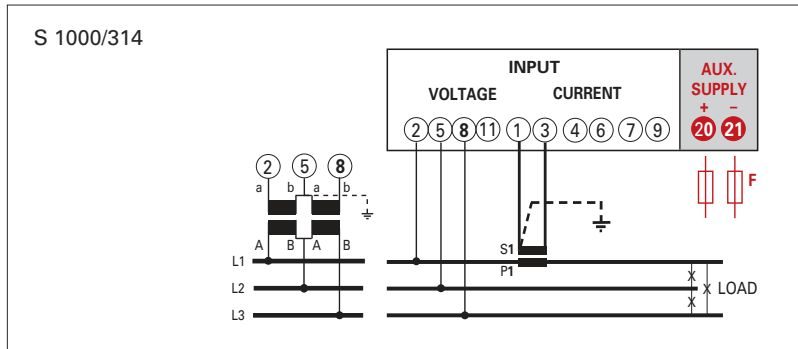 S 1000/314
INPUT
VOLTAGE CURRENT
AUX.
SUPPLY
+ –
2 5 8 11 1 3 4 6 7 9 20 21
F
2 5 8
a b a b
A B A B
S1
P1
L1
L2
L3
X
X X LOAD
X